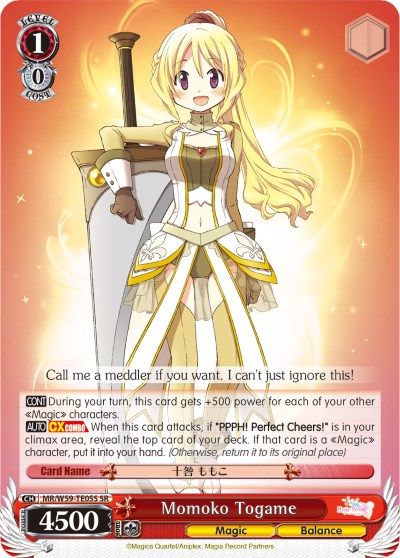 LEVEL
1
0
COST
Call me a meddler if you want. I can't just ignore this!
CONT During your turn, this card gets +500 power for each of your other
«Magic» characters.
AUTO CX COMBO When this card attacks, if "PPPH! Perfect Cheers!" is in your
climax area, reveal the top card of your deck. If that card is a «Magic»
character, put it into your hand. (Otherwise, return it to its original place)
Card Name 十咎 ももこ
CH MR/W59-TE05S SR
POWER 4500 SOUL Momoko Togame
Magic Balance
©Magica Quartet/Aniplex, Magia Record Partners